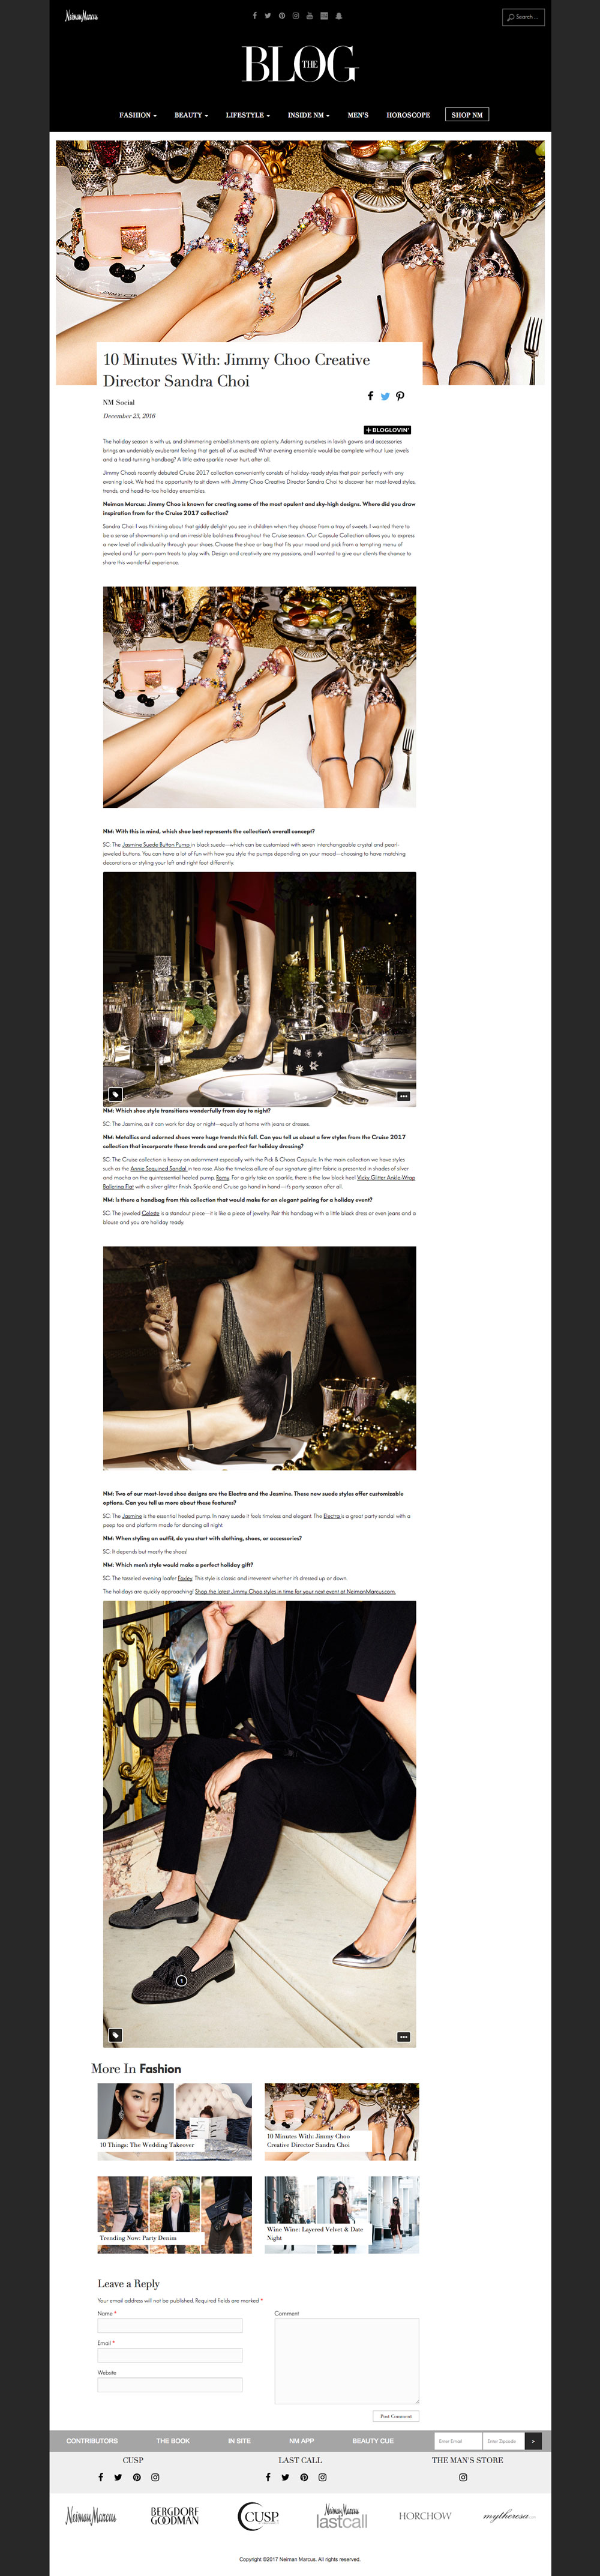 Neiman Marcus
Search...
THE BLOG
FASHION
BEAUTY
LIFESTYLE
INSIDE NM
MEN'S
HOROSCOPE
SHOP NM
10 Minutes With: Jimmy Choo Creative
Director Sandra Choi
NM Social
December 23, 2016
+ BLOGLOVIN'
The holiday season is with us, and shimmering embellishments are aplenty. Adorning ourselves in lavish gowns and accessories
brings an undeniably exuberant feeling that gets all of us excited! What evening ensemble would be complete without luxe jewels
and a head-turning handbag? A little extra sparkle never hurt, after all.
Jimmy Choo's recently debuted Cruise 2017 collection conveniently consists of holiday-ready styles that pair perfectly with any
evening look. We had the opportunity to sit down with Jimmy Choo Creative Director Sandra Choi to discover her most-loved styles,
trends, and head-to-toe holiday ensembles.
Neiman Marcus: Jimmy Choo is known for creating some of the most opulent and sky-high designs. Where did you draw
inspiration from for the Cruise 2017 collection?
Sandra Choi: I was thinking about that giddy delight you see in children when they choose from a tray of sweets. I wanted there to
be a sense of showmanship and an irresistible boldness throughout the Cruise season. Our Capsule Collection allows you to express
a new level of individuality through your shoes. Choose the shoe or bag that fits your mood and pick from a tempting menu of
jeweled and fur pom-pom treats to play with. Design and creativity are my passions, and I wanted to give our clients the chance to
share this wonderful experience.
NM: With this in mind, which shoe best represents the collection's overall concept?
SC: The Jasmine Suede Button Pump in black suede—which can be customized with seven interchangeable crystal and pearl-
jeweled buttons. You can have a lot of fun with how you style the pumps depending on your mood—choosing to have matching
decorations or styling your left and right foot differently.
NM: Which shoe style transitions wonderfully from day to night?
SC: The Jasmine, as it can work for day or night—equally at home with jeans or dresses.
NM: Metallics and adorned shoes were huge trends this fall. Can you tell us about a few styles from the Cruise 2017
collection that incorporate these trends and are perfect for holiday dressing?
SC: The Cruise collection is heavy on adornment especially with the Pick & Choos Capsule. In the main collection we have styles
such as the Annie Sequined Sandal in tea rose. Also the timeless allure of our signature glitter fabric is presented in shades of silver
and mocha on the quintessential heeled pump, Romy. For a girly take on sparkle, there is the low block heel Vicky Glitter Ankle-Wrap
Ballerina Flat with a silver glitter finish. Sparkle and Cruise go hand in hand—it's party season after all.
NM: Is there a handbag from this collection that would make for an elegant pairing for a holiday event?
SC: The jeweled Celeste is a standout piece—it is like a piece of jewelry. Pair this handbag with a little black dress or even jeans and a
blouse and you are holiday ready.
NM: Two of our most-loved shoe designs are the Electra and the Jasmine. These new suede styles offer customizable
options. Can you tell us more about these features?
SC: The Jasmine is the essential heeled pump. In navy suede it feels timeless and elegant. The Electra is a great party sandal with a
peep toe and platform made for dancing all night.
NM: When styling an outfit, do you start with clothing, shoes, or accessories?
SC: It depends but mostly the shoes!
NM: Which men's style would make a perfect holiday gift?
SC: The tasseled evening loafer Foxley. This style is classic and irreverent whether it's dressed up or down.
The holidays are quickly approaching! Shop the latest Jimmy Choo styles in time for your next event at NeimanMarcus.com.
More In Fashion
10 Things: The Wedding Takeover
10 Minutes With: Jimmy Choo
Creative Director Sandra Choi
Trending Now: Party Denim
Wine Wine: Layered Velvet & Date
Night
Leave a Reply
Your email address will not be published. Required fields are marked *
Name *
Comment
Email *
Website
Post Comment
CONTRIBUTORS
THE BOOK
IN SITE
NM APP
BEAUTY CUE
Enter Email
Enter Zipcode
>
CUSP
LAST CALL
THE MAN'S STORE
Neiman Marcus
BERGDORF
GOODMAN
CUSP
Neiman Marcus
lastcall
HORCHOW
mytheresa
Copyright ©2017 Neiman Marcus. All rights reserved.